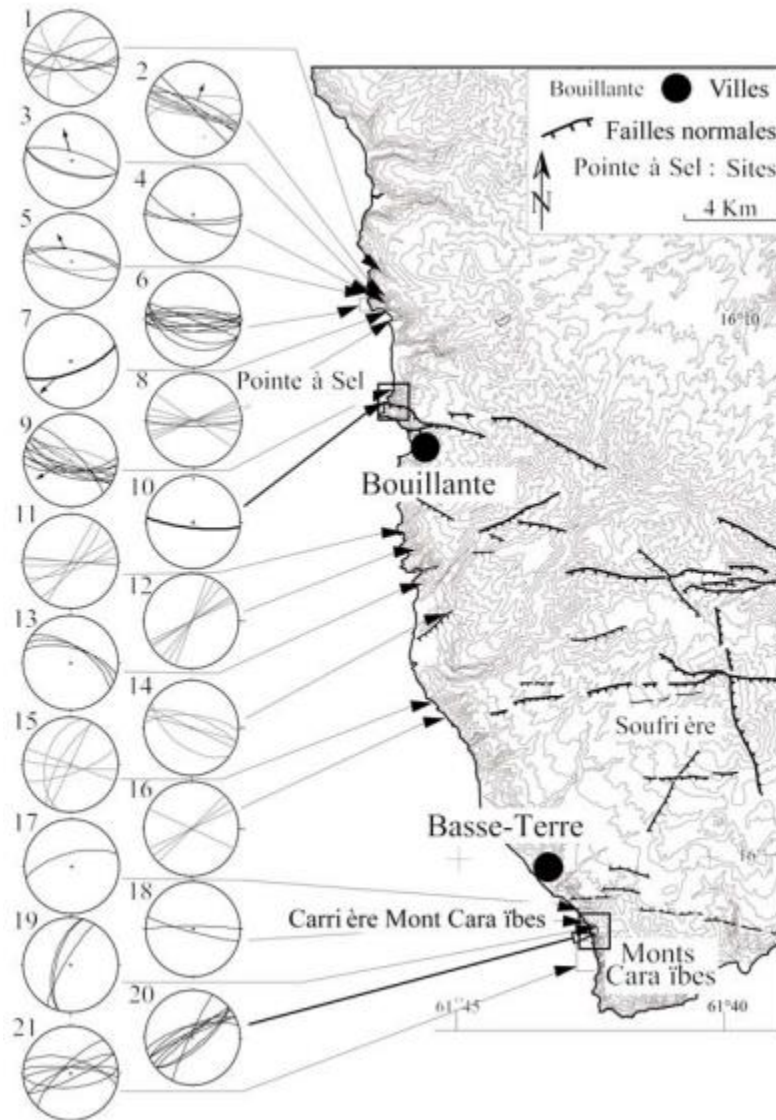 1
2
3
4
5
6
7
8
9
10
11
12
13
14
15
16
17
18
19
20
21
Bouillante Villes
Failles normales
Pointe à Sel : Sites
N
4 Km
16°10
Pointe à Sel
Bouillante
Soufri ère
Basse-Terre
16°
Carri ère Mont Cara ïbes
Monts
Cara ïbes
61°45
61°40